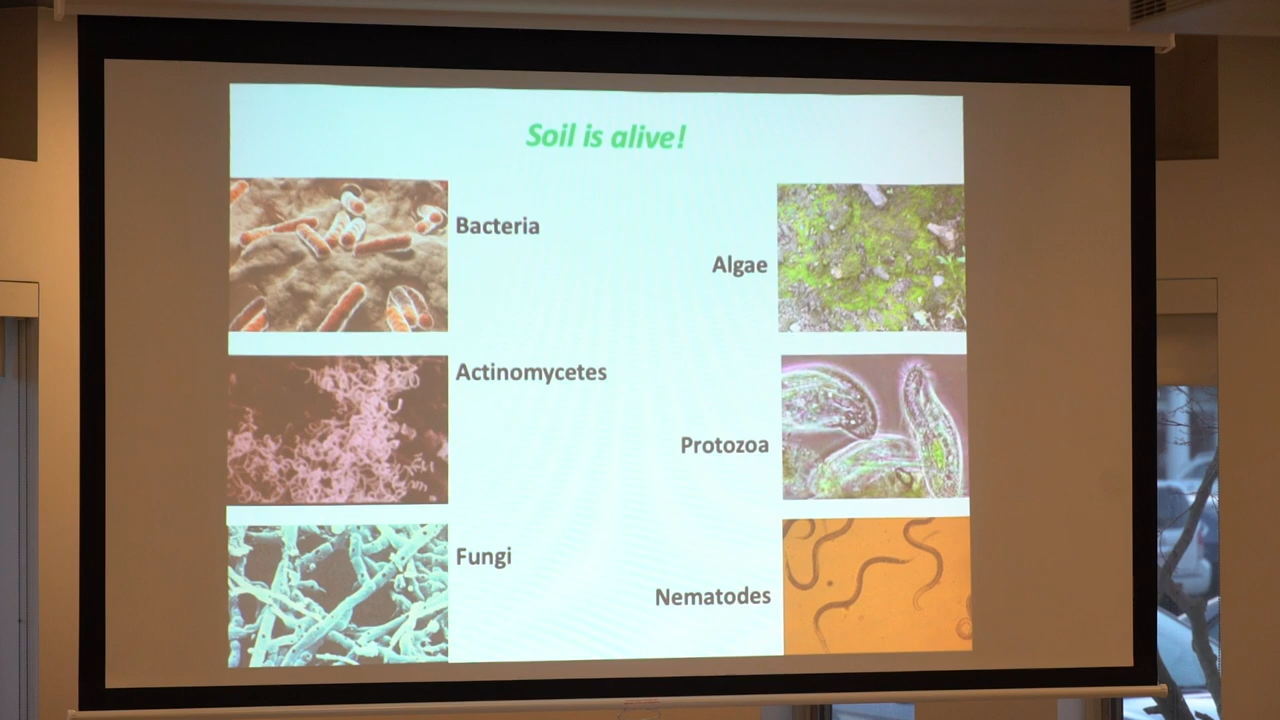 Soil is alive!
Bacteria
Algae
Actinomycetes
Protozoa
Fungi
Nematodes